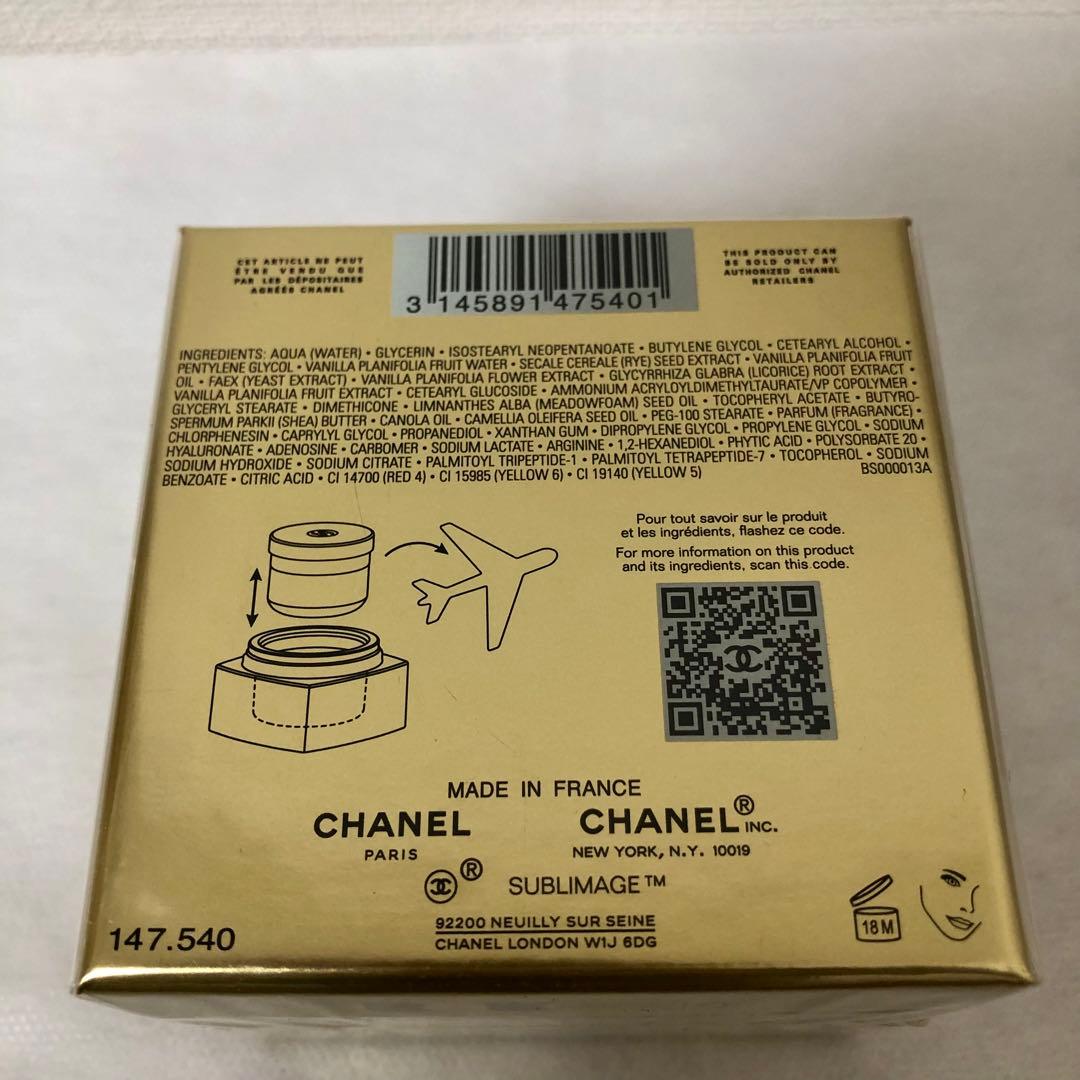 CET ARTICLE NE PEUT
ÊTRE VENDU QUE
PAR LES DÉPOSITAIRES
AGRÉÉS CHANEL
3 145891 475401
THIS PRODUCT CAN
BE SOLD ONLY BY
AUTHORIZED CHANEL
RETAILERS
INGREDIENTS: AQUA (WATER) • GLYCERIN • ISOSTEARYL NEOPENTANOATE • BUTYLENE GLYCOL • CETEARYL ALCOHOL •
PENTYLENE GLYCOL • VANILLA PLANIFOLIA FRUIT WATER • SECALE CEREALE (RYE) SEED EXTRACT • VANILLA PLANIFOLIA FRUIT
OIL • FAEX (YEAST EXTRACT) • VANILLA PLANIFOLIA FLOWER EXTRACT • GLYCYRRHIZA GLABRA (LICORICE) ROOT EXTRACT •
VANILLA PLANIFOLIA FRUIT EXTRACT • CETEARYL GLUCOSIDE • AMMONIUM ACRYLOYLDIMETHYLTAURATE/VP COPOLYMER •
GLYCERYL STEARATE • DIMETHICONE • LIMNANTHES ALBA (MEADOWFOAM) SEED OIL • TOCOPHERYL ACETATE • BUTYRO-
SPERMUM PARKII (SHEA) BUTTER • CANOLA OIL • CAMELLIA OLEIFERA SEED OIL • PEG-100 STEARATE • PARFUM (FRAGRANCE) •
CHLORPHENESIN • CAPRYLYL GLYCOL • PROPANEDIOL • XANTHAN GUM • DIPROPYLENE GLYCOL • PROPYLENE GLYCOL • SODIUM
HYALURONATE • ADENOSINE • CARBOMER • SODIUM LACTATE • ARGININE • 1,2-HEXANEDIOL • PHYTIC ACID • POLYSORBATE 20 •
SODIUM HYDROXIDE • SODIUM CITRATE • PALMITOYL TRIPEPTIDE-1 • PALMITOYL TETRAPEPTIDE-7 • TOCOPHEROL • SODIUM
BENZOATE • CITRIC ACID • CI 14700 (RED 4) • CI 15985 (YELLOW 6) • CI 19140 (YELLOW 5) BS000013A
Pour tout savoir sur le produit
et les ingrédients, flashez ce code.
For more information on this product
and its ingredients, scan this code.
MADE IN FRANCE
CHANEL
PARIS
CHANEL® INC.
NEW YORK, N.Y. 10019
® SUBLIMAGE™
92200 NEUILLY SUR SEINE
CHANEL LONDON W1J 6DG
147.540
18 M